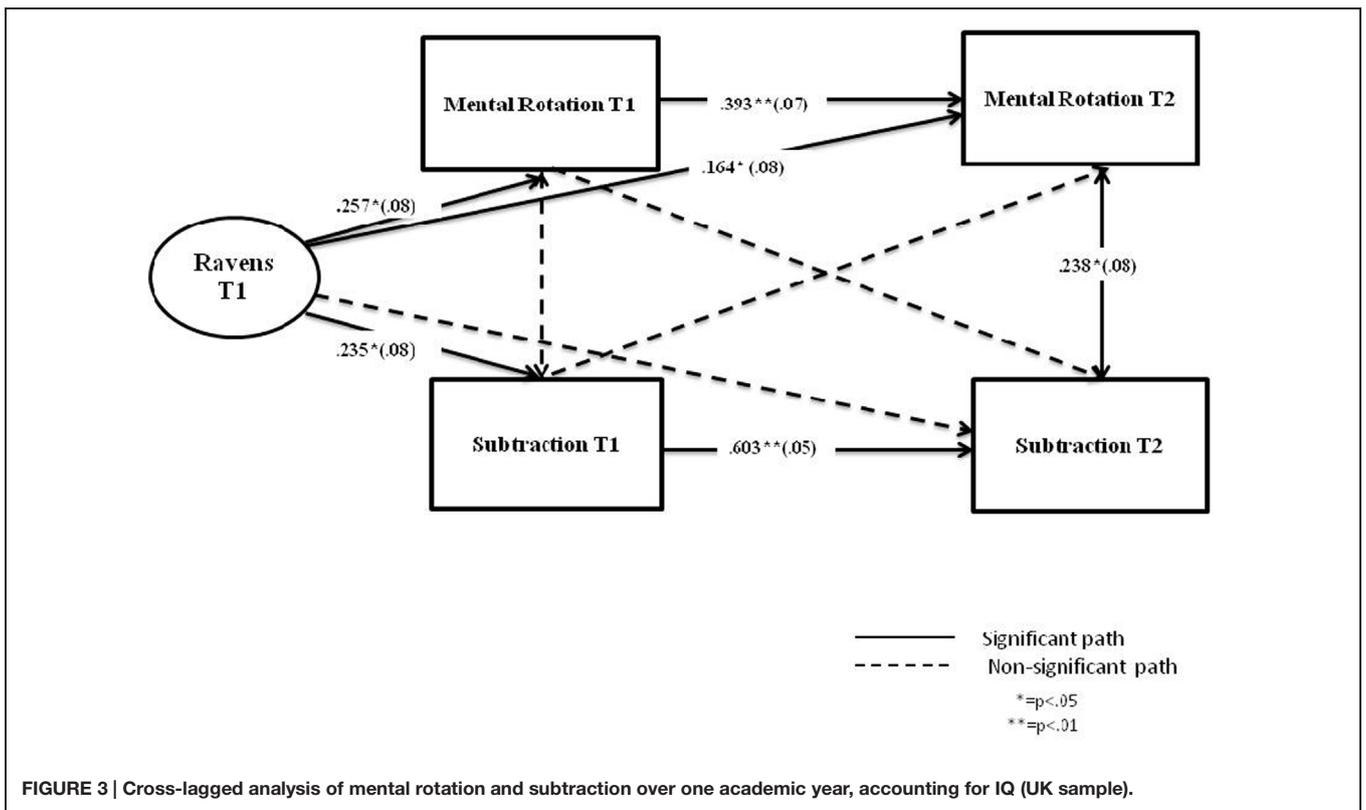 Mental Rotation T1
.393**(.07)
Mental Rotation T2
.164* (.08)
.257*(.08)
Ravens
T1
.238*(.08)
.235*(.08)
Subtraction T1
.603**(.05)
Subtraction T2
Significant path
Non-significant path
*=p<.05
**=p<.01
FIGURE 3 | Cross-lagged analysis of mental rotation and subtraction over one academic year, accounting for IQ (UK sample).